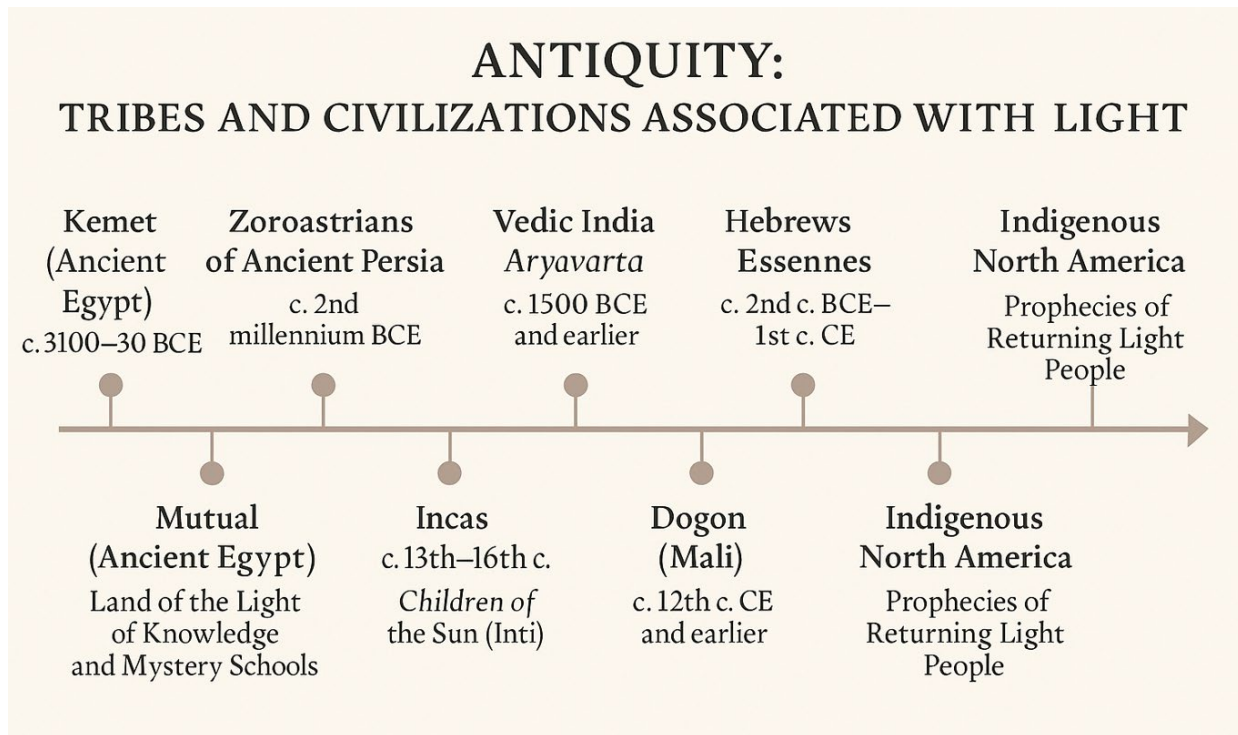 ANTIQUITY:
TRIBES AND CIVILIZATIONS ASSOCIATED WITH LIGHT
Kemet
(Ancient
Egypt)
c. 3100–30 BCE
Zoroastrians
of Ancient Persia
c. 2nd
millennium BCE
Vedic India
Aryavarta
c. 1500 BCE
and earlier
Hebrews
Essennes
c. 2nd c. BCE–
1st c. CE
Indigenous
North America
Prophecies of
Returning Light
People
Mutual
(Ancient Egypt)
Land of the Light
of Knowledge
and Mystery Schools
Incas
c. 13th–16th c.
Children of
the Sun (Inti)
Dogon
(Mali)
c. 12th c. CE
and earlier
Indigenous
North America
Prophecies of
Returning Light
People